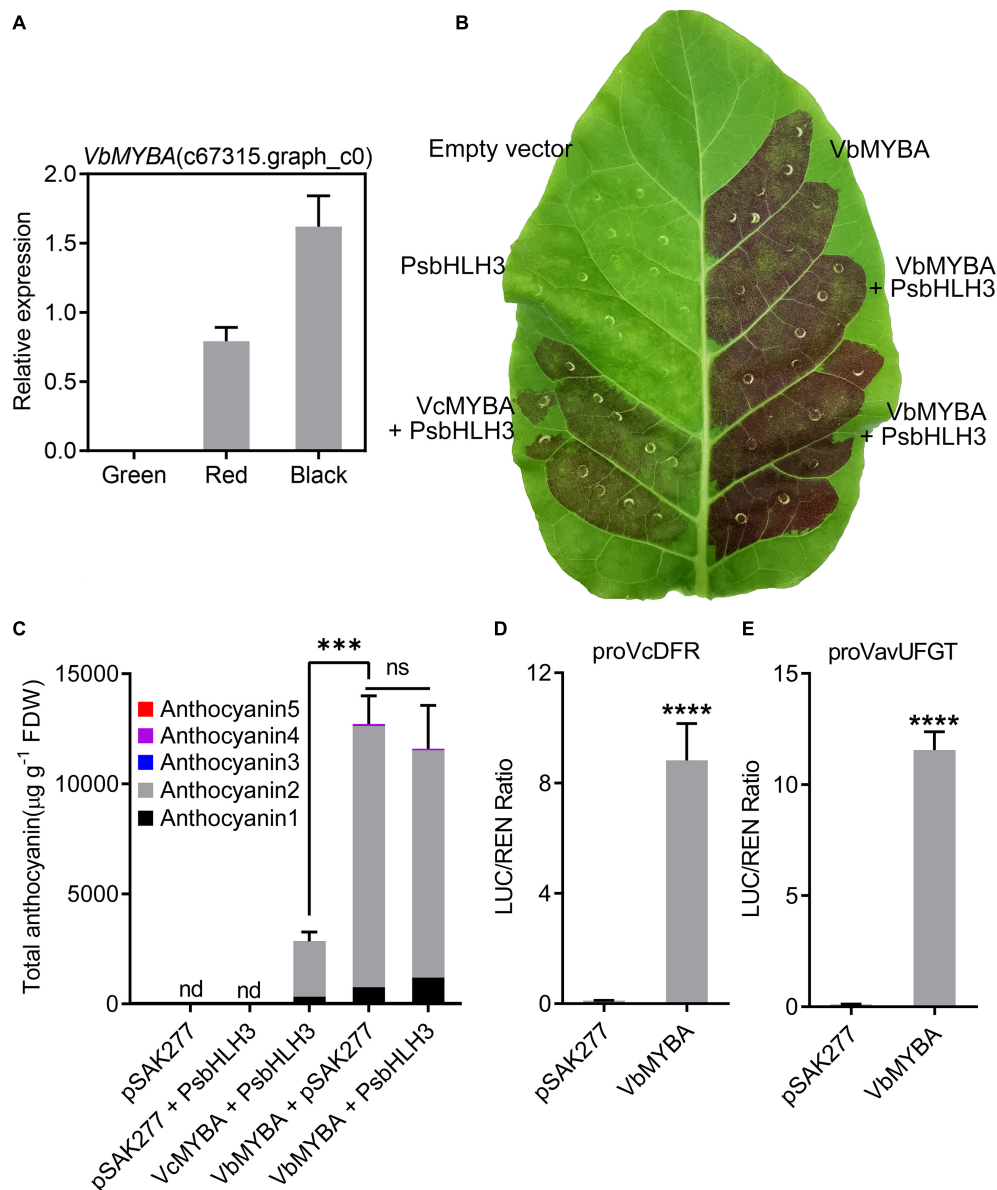 A
VbMYBA(c67315.graph_c0)
Relative expression
2.0
1.5
1.0
0.5
0.0
Green
Red
Black
B
Empty vector
VbMYBA
PsbHLH3
VbMYBA
+ PsbHLH3
VcMYBA
+ PsbHLH3
VbMYBA
+ PsbHLH3
C
Total anthocyanin(μg g⁻¹ FDW)
15000
10000
5000
0
Anthocyanin5
Anthocyanin4
Anthocyanin3
Anthocyanin2
Anthocyanin1
***
ns
nd
nd
pSAK277
pSAK277 + PsbHLH3
VcMYBA + PsbHLH3
VbMYBA + pSAK277
VbMYBA + PsbHLH3
D
proVcDFR
LUC/REN Ratio
12
8
4
0
****
pSAK277
VbMYBA
E
proVavUFGT
LUC/REN Ratio
15
10
5
0
****
pSAK277
VbMYBA